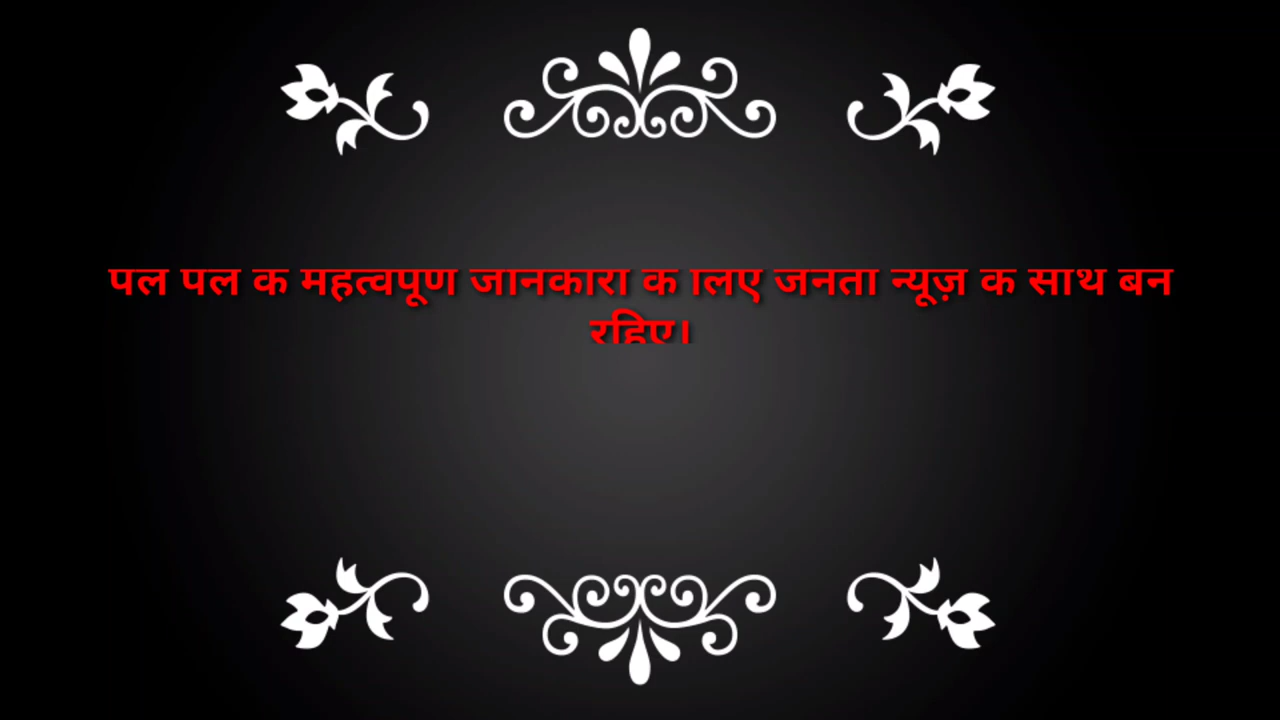 पल पल के महत्वपूर्ण जानकारी के लिए जनता न्यूज़ के साथ बने
रहिए।